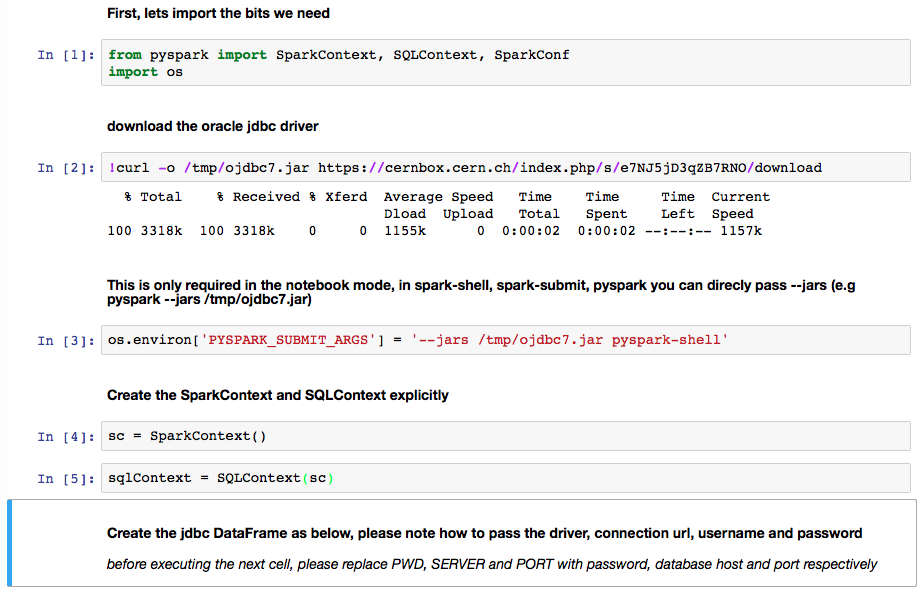 First, lets import the bits we need
In [1]: from pyspark import SparkContext, SQLContext, SparkConf
import os
download the oracle jdbc driver
In [2]: !curl -o /tmp/ojdbc7.jar https://cernbox.cern.ch/index.php/s/e7NJ5jD3qZB7RNO/download
% Total % Received % Xferd Average Speed Time Time Time Current
Dload Upload Total Spent Left Speed
100 3318k 100 3318k 0 0 1155k 0 0:00:02 0:00:02 --:--:-- 1157k
This is only required in the notebook mode, in spark-shell, spark-submit, pyspark you can direcly pass --jars (e.g
pyspark --jars /tmp/ojdbc7.jar)
In [3]: os.environ['PYSPARK_SUBMIT_ARGS'] = '--jars /tmp/ojdbc7.jar pyspark-shell'
Create the SparkContext and SQLContext explicitly
In [4]: sc = SparkContext()
In [5]: sqlContext = SQLContext(sc)
Create the jdbc DataFrame as below, please note how to pass the driver, connection url, username and password
before executing the next cell, please replace PWD, SERVER and PORT with password, database host and port respectively